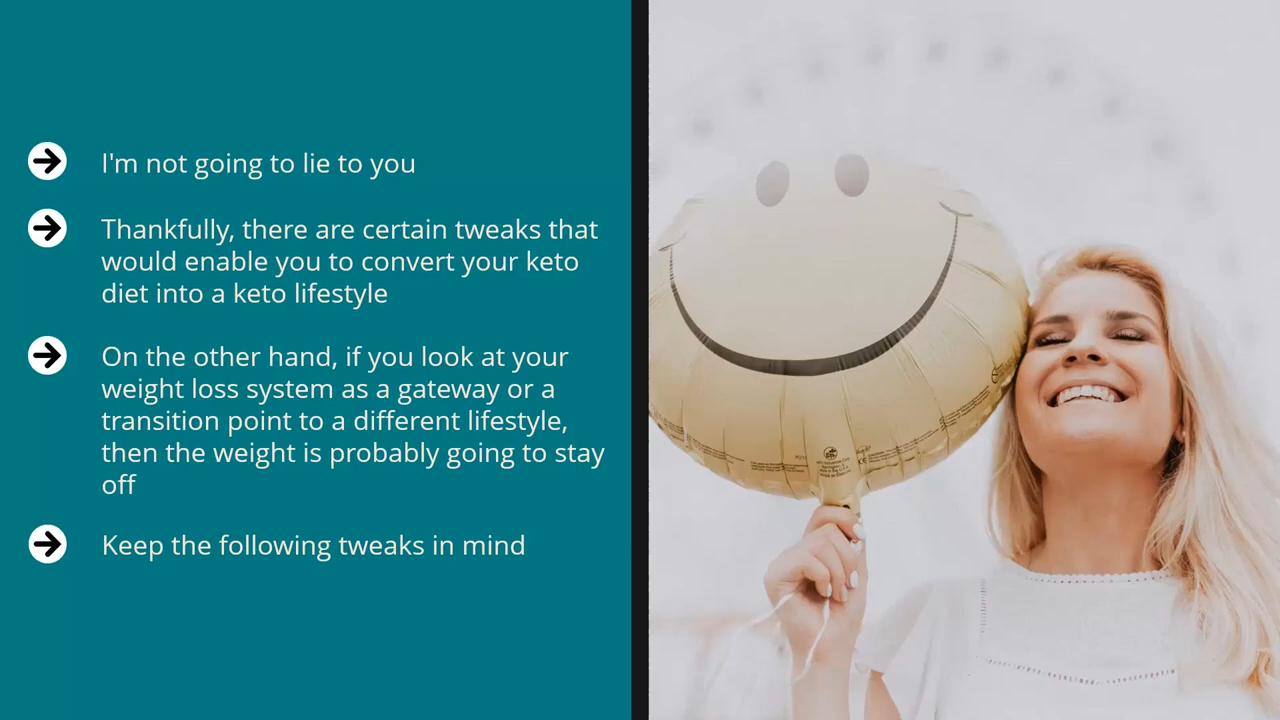 I'm not going to lie to you
Thankfully, there are certain tweaks that
would enable you to convert your keto
diet into a keto lifestyle
On the other hand, if you look at your
weight loss system as a gateway or a
transition point to a different lifestyle,
then the weight is probably going to stay
off
Keep the following tweaks in mind